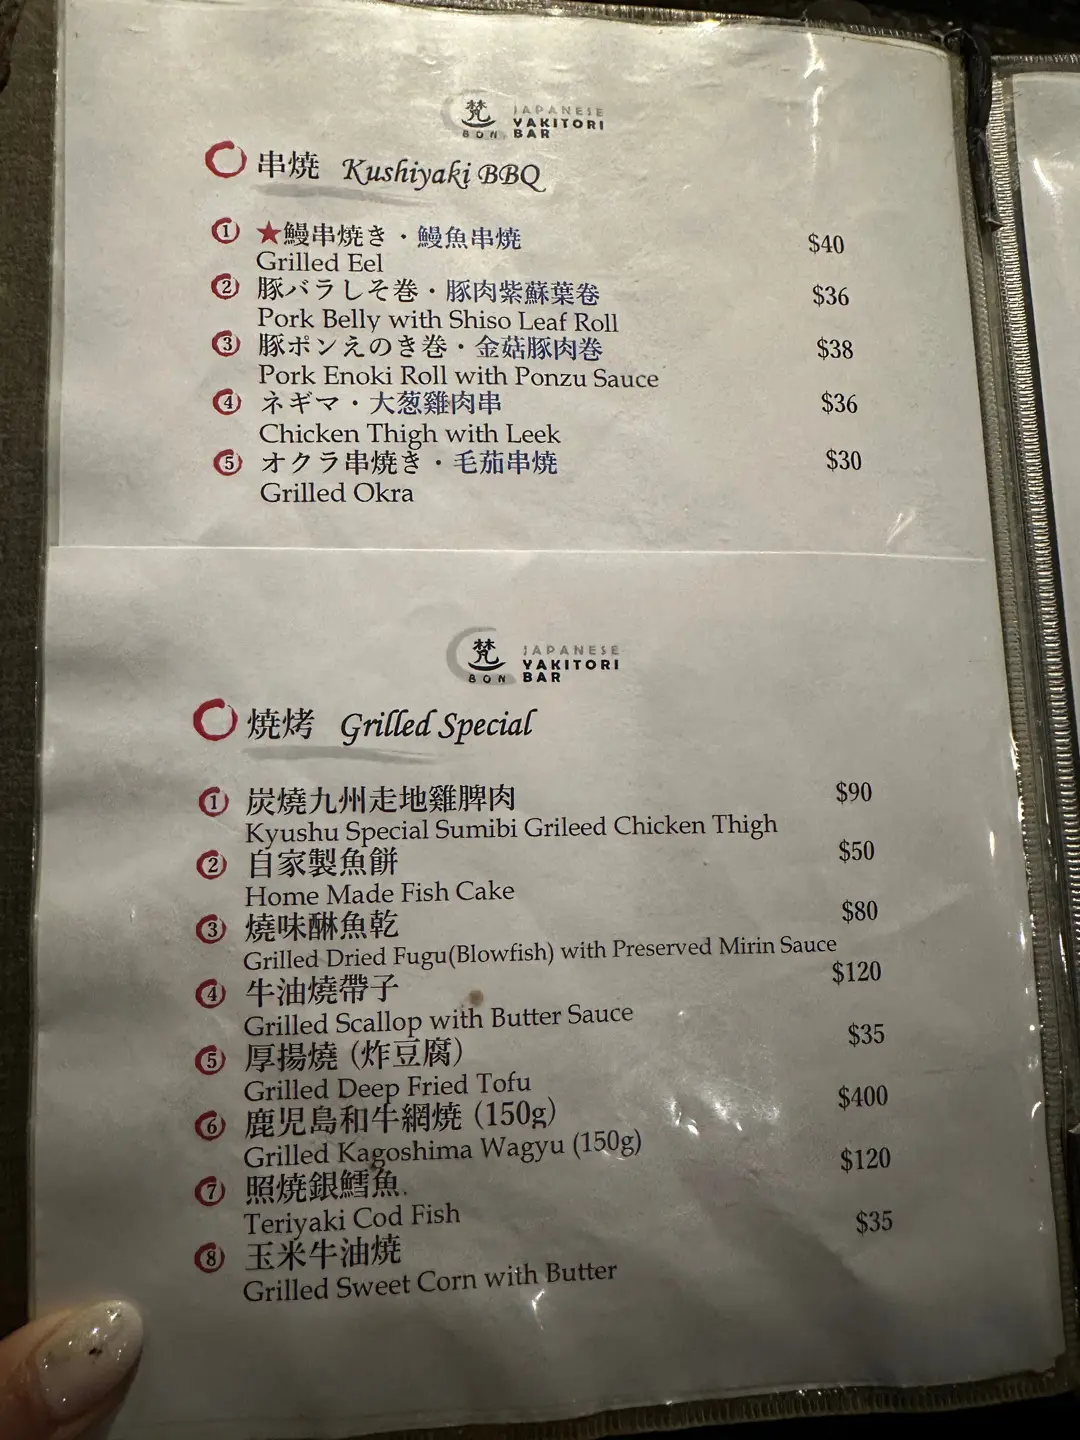 梵 JAPANESE
YAKITORI
BON BAR
串燒 Kushiyaki BBQ
① ★鰻串焼き・鰻魚串燒 $40
Grilled Eel
② 豚バラしそ巻・豚肉紫蘇葉卷 $36
Pork Belly with Shiso Leaf Roll
③ 豚ポンえのき巻・金菇豚肉卷 $38
Pork Enoki Roll with Ponzu Sauce
④ ネギマ・大葱雞肉串 $36
Chicken Thigh with Leek
⑤ オクラ串焼き・毛茄串燒 $30
Grilled Okra
梵 JAPANESE
YAKITORI
BON BAR
燒烤 Grilled Special
① 炭燒九州走地雞脾肉 $90
Kyushu Special Sumibi Grileed Chicken Thigh
② 自家製魚餅 $50
Home Made Fish Cake
③ 燒味醂魚乾 $80
Grilled Dried Fugu(Blowfish) with Preserved Mirin Sauce
④ 牛油燒帶子 $120
Grilled Scallop with Butter Sauce
⑤ 厚揚燒 (炸豆腐) $35
Grilled Deep Fried Tofu
⑥ 鹿児島和牛網燒 (150g) $400
Grilled Kagoshima Wagyu (150g)
⑦ 照燒銀鱈魚 $120
Teriyaki Cod Fish
⑧ 玉米牛油燒 $35
Grilled Sweet Corn with Butter